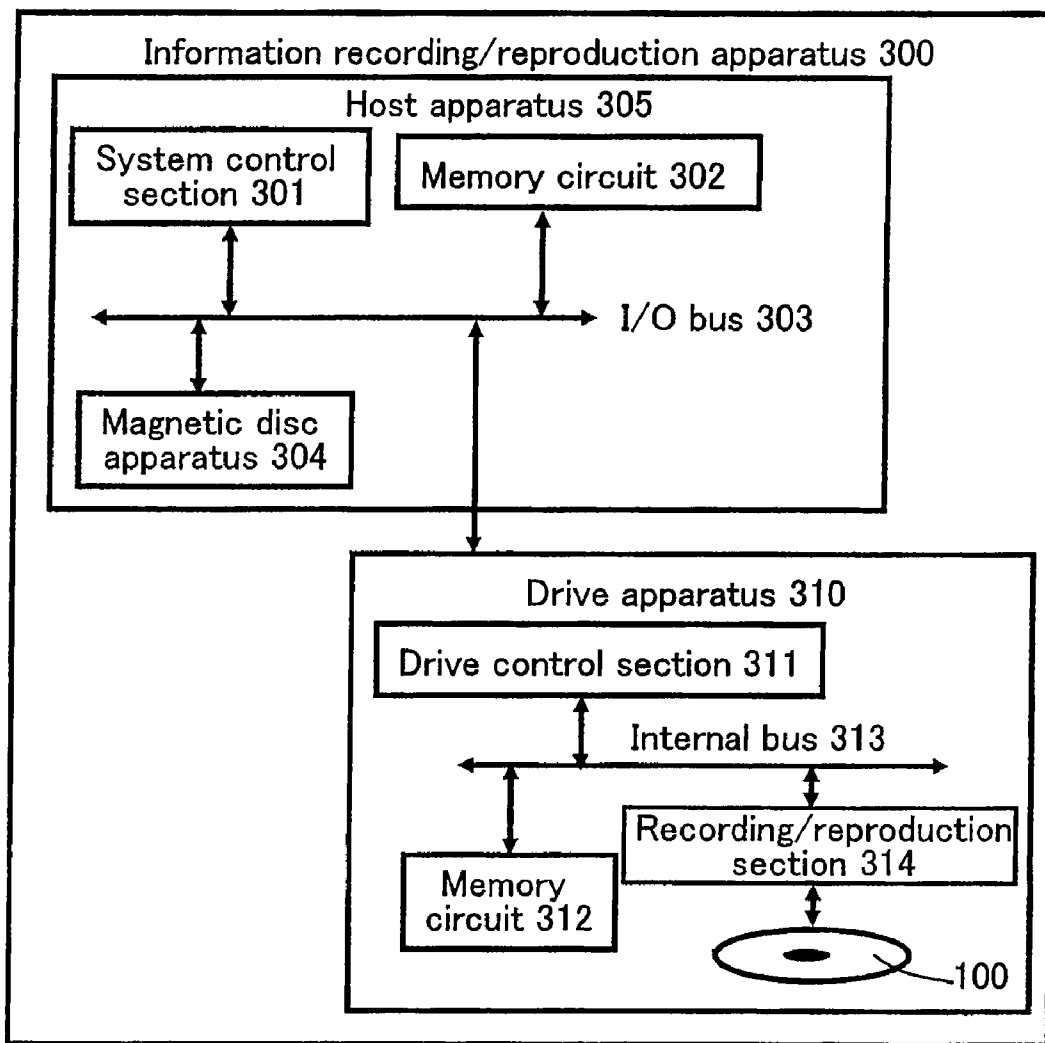 Information recording/reproduction apparatus 300
Host apparatus 305
System control
section 301
Memory circuit 302
I/O bus 303
Magnetic disc
apparatus 304
Drive apparatus 310
Drive control section 311
Internal bus 313
Recording/reproduction
section 314
Memory
circuit 312
100